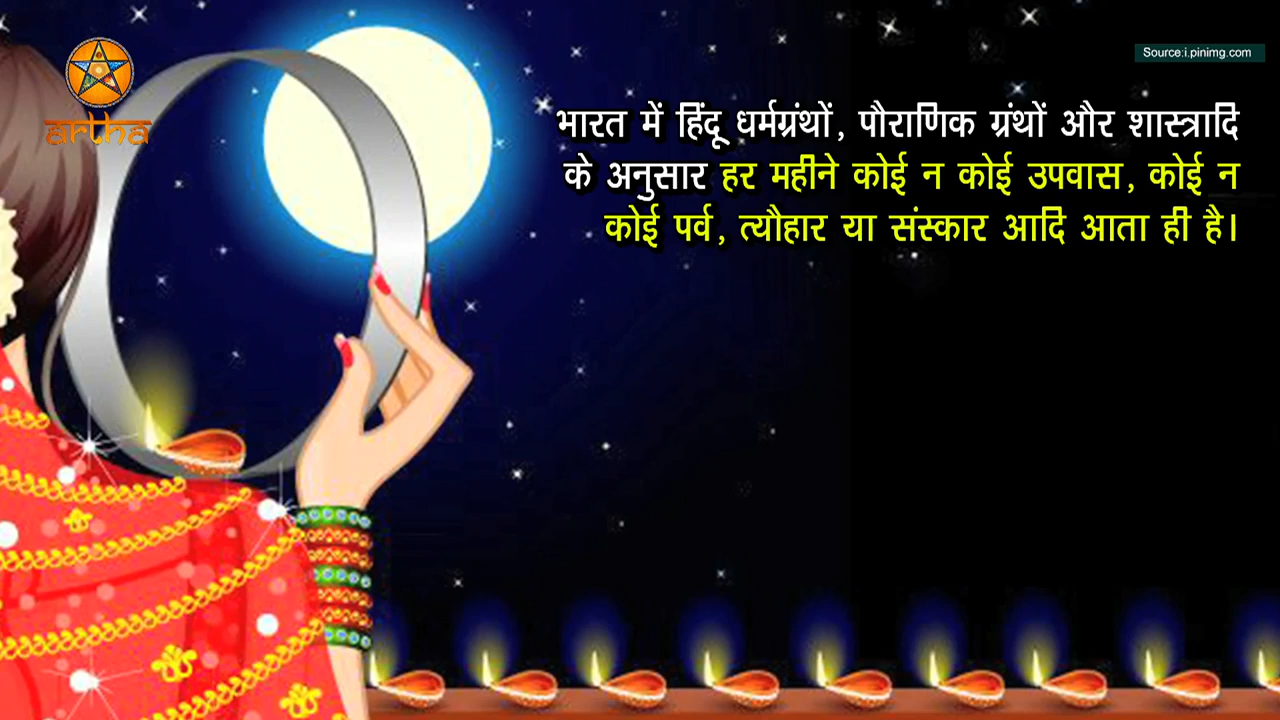 artha
Source:i.pinimg.com
भारत में हिंदू धर्मग्रंथों, पौराणिक ग्रंथों और शास्त्रादि
के अनुसार हर महीने कोई न कोई उपवास, कोई न
कोई पर्व, त्यौहार या संस्कार आदि आता ही है।